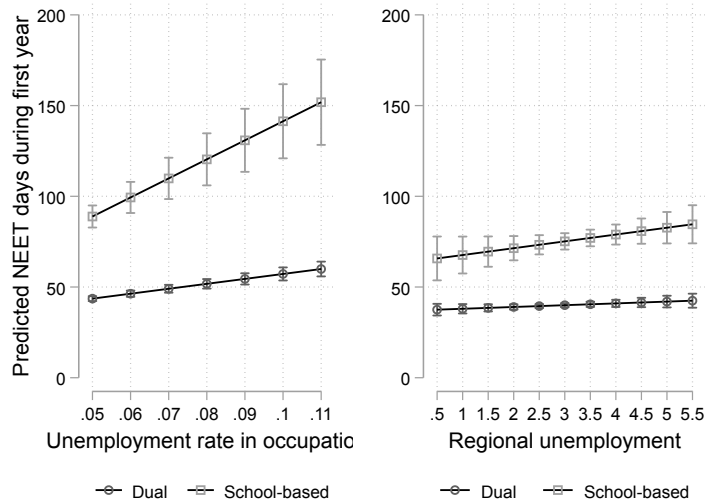 Predicted NEET days during first year
200
150
100
50
0
.05 .06 .07 .08 .09 .1 .11
Unemployment rate in occupatio
Dual School-based
200
150
100
50
0
.5 1 1.5 2 2.5 3 3.5 4 4.5 5 5.5
Regional unemployment
Dual School-based